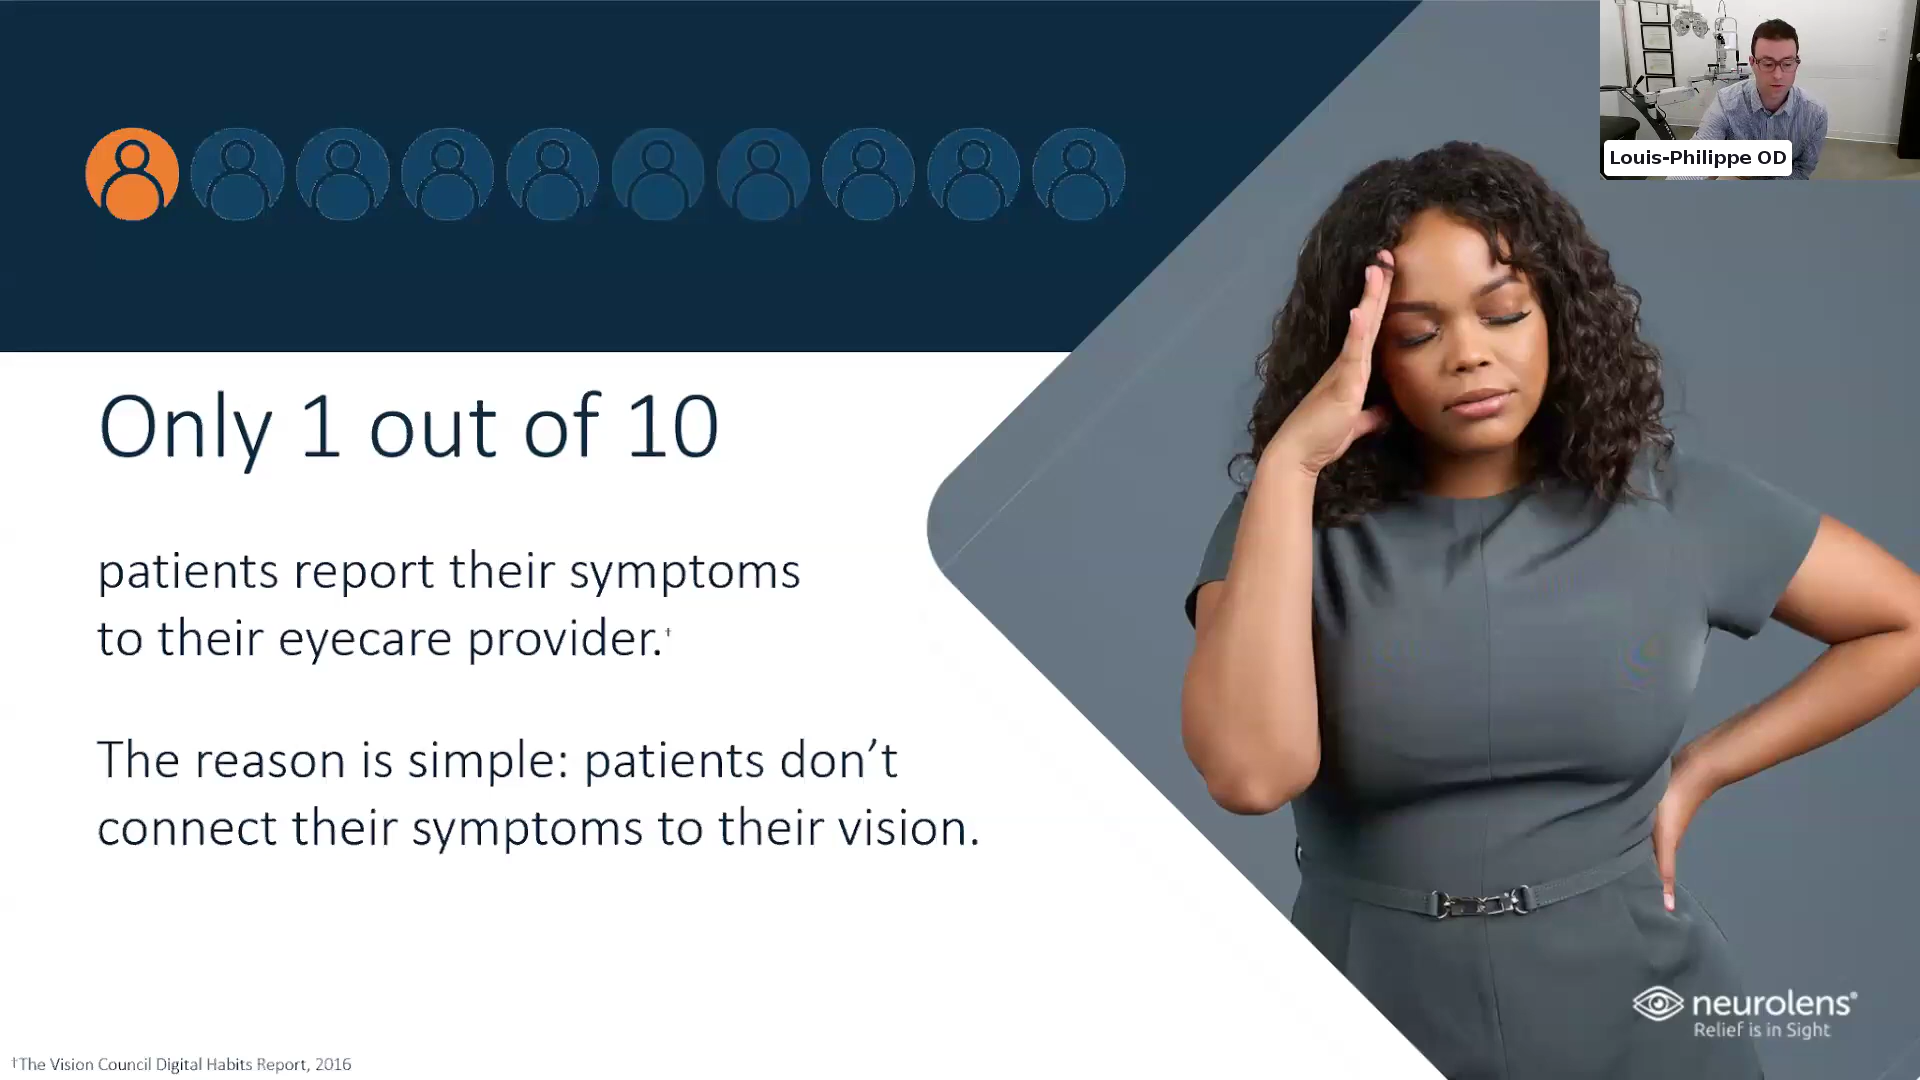 Louis-Philippe OD
Only 1 out of 10
patients report their symptoms
to their eyecare provider.†
The reason is simple: patients don’t
connect their symptoms to their vision.
neurolens®
Relief is in Sight
†The Vision Council Digital Habits Report, 2016